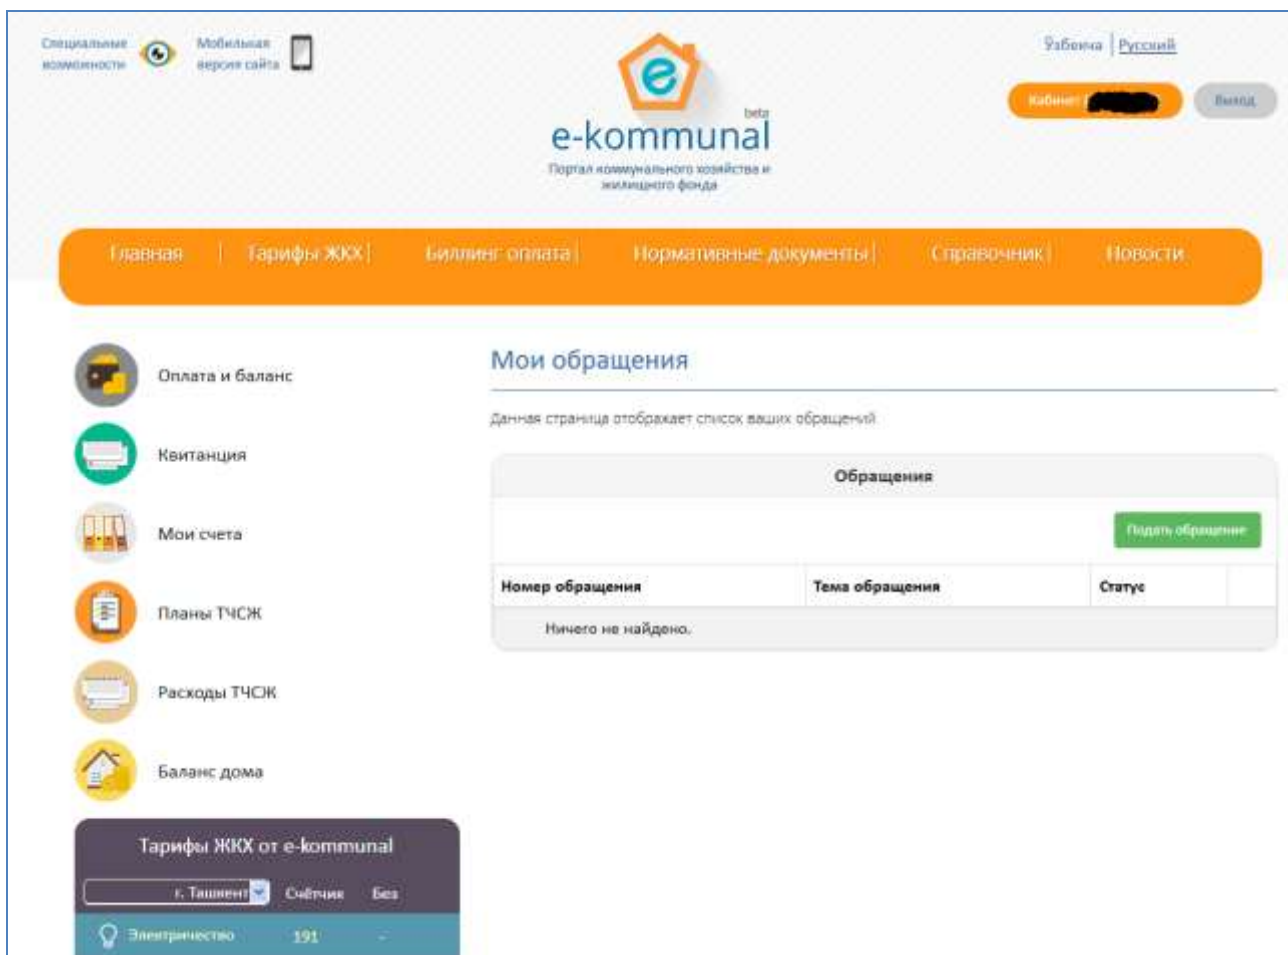 Специальные
возможности
Мобильная
версия сайта
Ўзбекча | Русский
Кабинет
Выход
e
beta
e-kommunal
Портал коммунального хозяйства и
жилищного фонда
Главная | Тарифы ЖКХ | Биллинг оплата | Нормативные документы | Справочник | Новости
Оплата и баланс
Квитанция
Мои счета
Планы ТЧСЖ
Расходы ТЧСЖ
Баланс дома
Мои обращения
Данная страница отображает список ваших обращений
Обращения
Подать обращение
Номер обращения Тема обращения Статус
Ничего не найдено.
Тарифы ЖКХ от e-kommunal
г. Ташкент Счётчик Без
Электричество 191 -